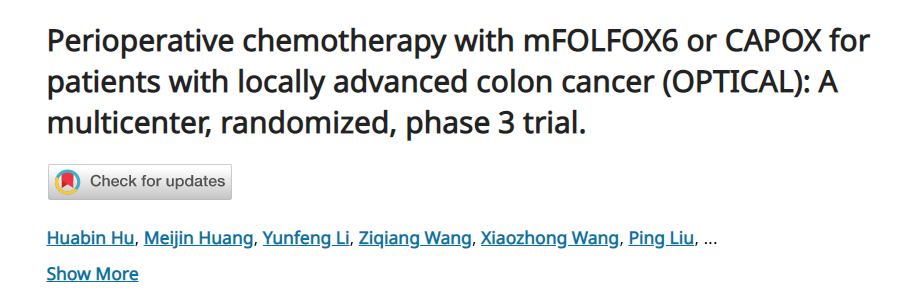 Perioperative chemotherapy with mFOLFOX6 or CAPOX for
patients with locally advanced colon cancer (OPTICAL): A
multicenter, randomized, phase 3 trial.
Check for updates
Huabin Hu, Meijin Huang, Yunfeng Li, Ziqiang Wang, Xiaozhong Wang, Ping Liu, ...
Show More